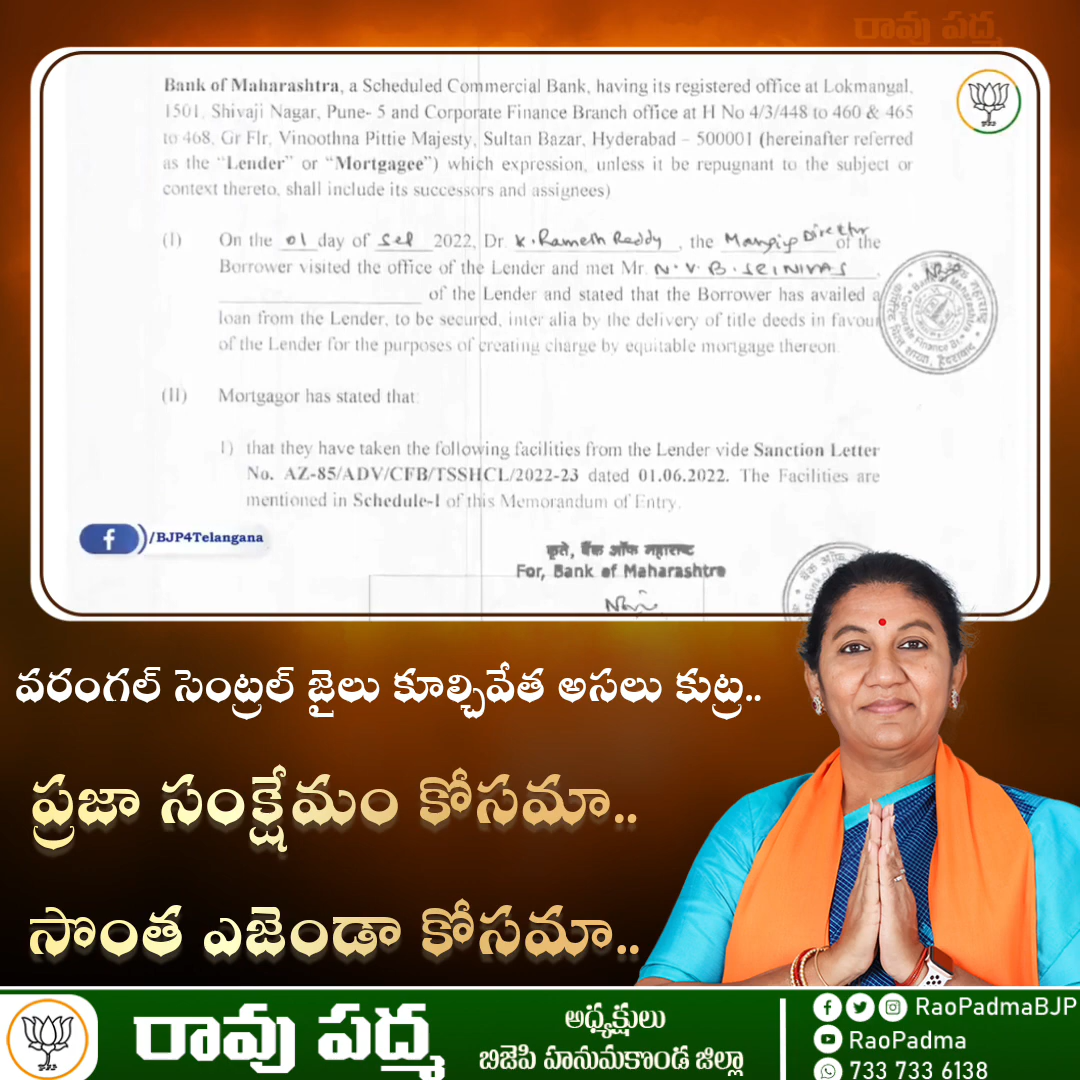 రావు పద్మ
Bank of Maharashtra, a Scheduled Commercial Bank, having its registered office at Lokmangal,
1501, Shivaji Nagar, Pune- 5 and Corporate Finance Branch office at H No 4/3/448 to 460 & 465
to 468, Gr Flr, Vinoothna Pittie Majesty, Sultan Bazar, Hyderabad – 500001 (hereinafter referred
as the “Lender” or “Mortgagee”) which expression, unless it be repugnant to the subject or
context thereto, shall include its successors and assignees)
(I) On the 01 day of Sep 2022, Dr. K. Ramesh Reddy, the Managing Director of the
Borrower visited the office of the Lender and met Mr. N. V. B. SRINIVAS,
of the Lender and stated that the Borrower has availed a
loan from the Lender, to be secured, inter alia by the delivery of title deeds in favour
of the Lender for the purposes of creating charge by equitable mortgage thereon.
(II) Mortgagor has stated that:
1) that they have taken the following facilities from the Lender vide Sanction Letter
No. AZ-85/ADV/CFB/TSSHCL/2022-23 dated 01.06.2022. The Facilities are
mentioned in Schedule-I of this Memorandum of Entry.
f /BJP4Telangana
कृते, बैंक ऑफ महाराष्ट
For, Bank of Maharashtra
వరంగల్ సెంట్రల్ జైలు కూల్చివేత అసలు కుట్ర..
ప్రజా సంక్షేమం కోసమా..
సొంత ఎజెండా కోసమా..
రావు పద్మ
అధ్యక్షులు
బిజెపి హనుమకొండ జిల్లా
RaoPadmaBJP
RaoPadma
733 733 6138